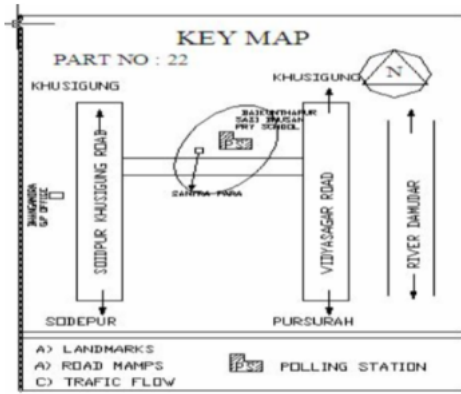 KEY MAP
PART NO : 22
KHUSIGUNG
KHUSIGUNG
N
BAIKUNTHAPUR
SASI BHUSAN
PRY SCHOOL
PS
SANTRA PARA
G.P OFFICE
SODPUR KHUSIGUNG ROAD
VIDYASAGAR ROAD
RIVER DAMUDAR
SODEPUR
PURSURAH
A) LANDMARKS
A) ROAD MAMPS
C) TRAFIC FLOW
PS
POLLING STATION